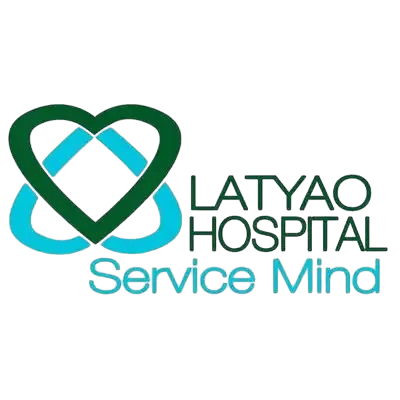 LATYAO
HOSPITAL
Service Mind